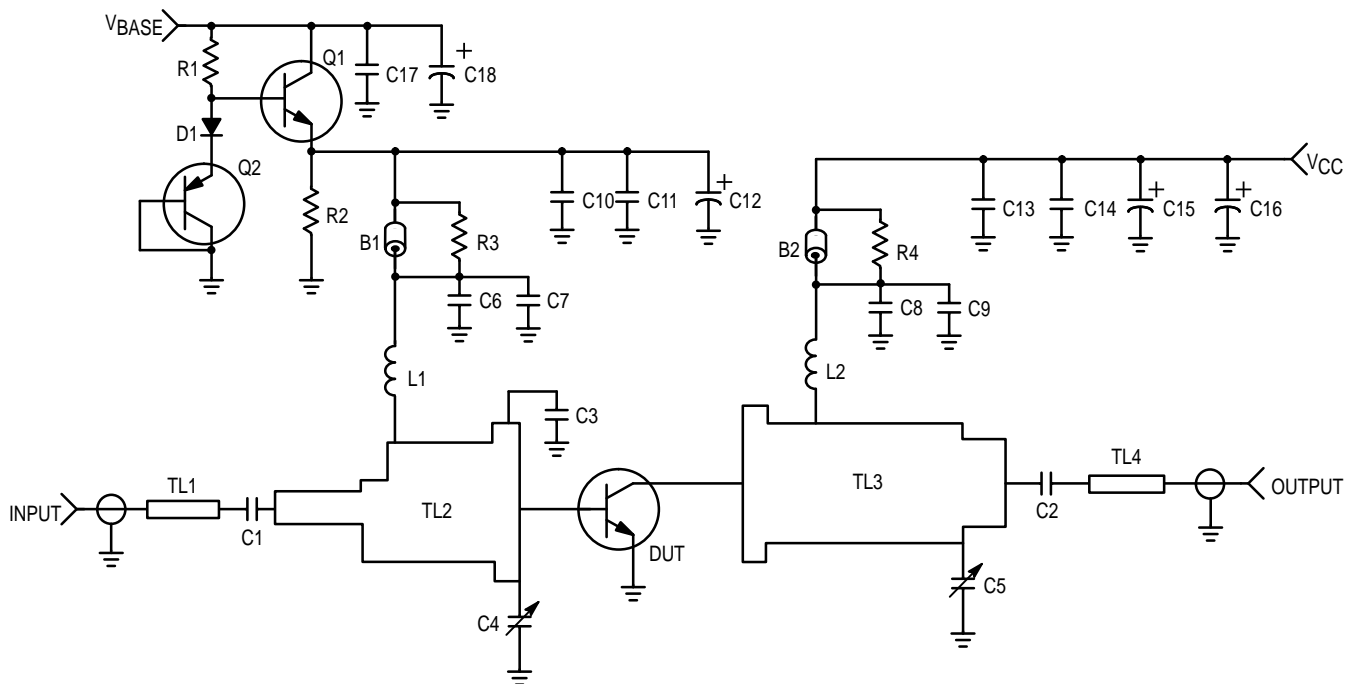 VBASE
R1
Q1
C17
+
C18
D1
Q2
R2
C10
C11
+
C12
B1
R3
C6
C7
L1
C3
VCC
C13
C14
+
C15
+
C16
B2
R4
C8
C9
L2
INPUT
TL1
C1
TL2
C4
DUT
TL3
C2
TL4
OUTPUT
C5